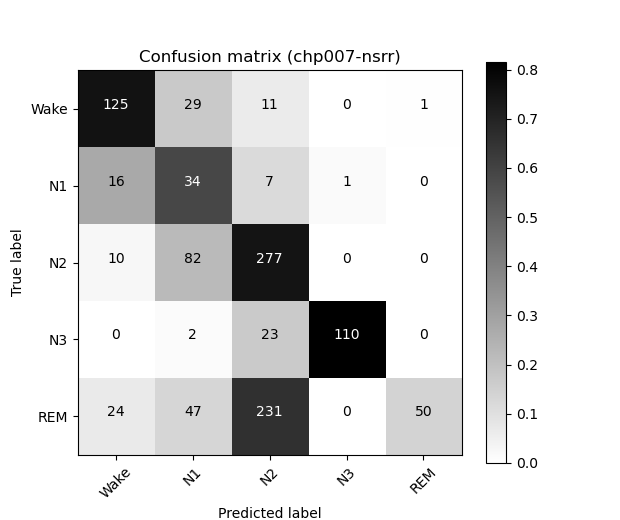 Confusion matrix (chp007-nsrr)
True label
Wake 125 29 11 0 1
N1 16 34 7 1 0
N2 10 82 277 0 0
N3 0 2 23 110 0
REM 24 47 231 0 50
Wake N1 N2 N3 REM
Predicted label
0.8
0.7
0.6
0.5
0.4
0.3
0.2
0.1
0.0